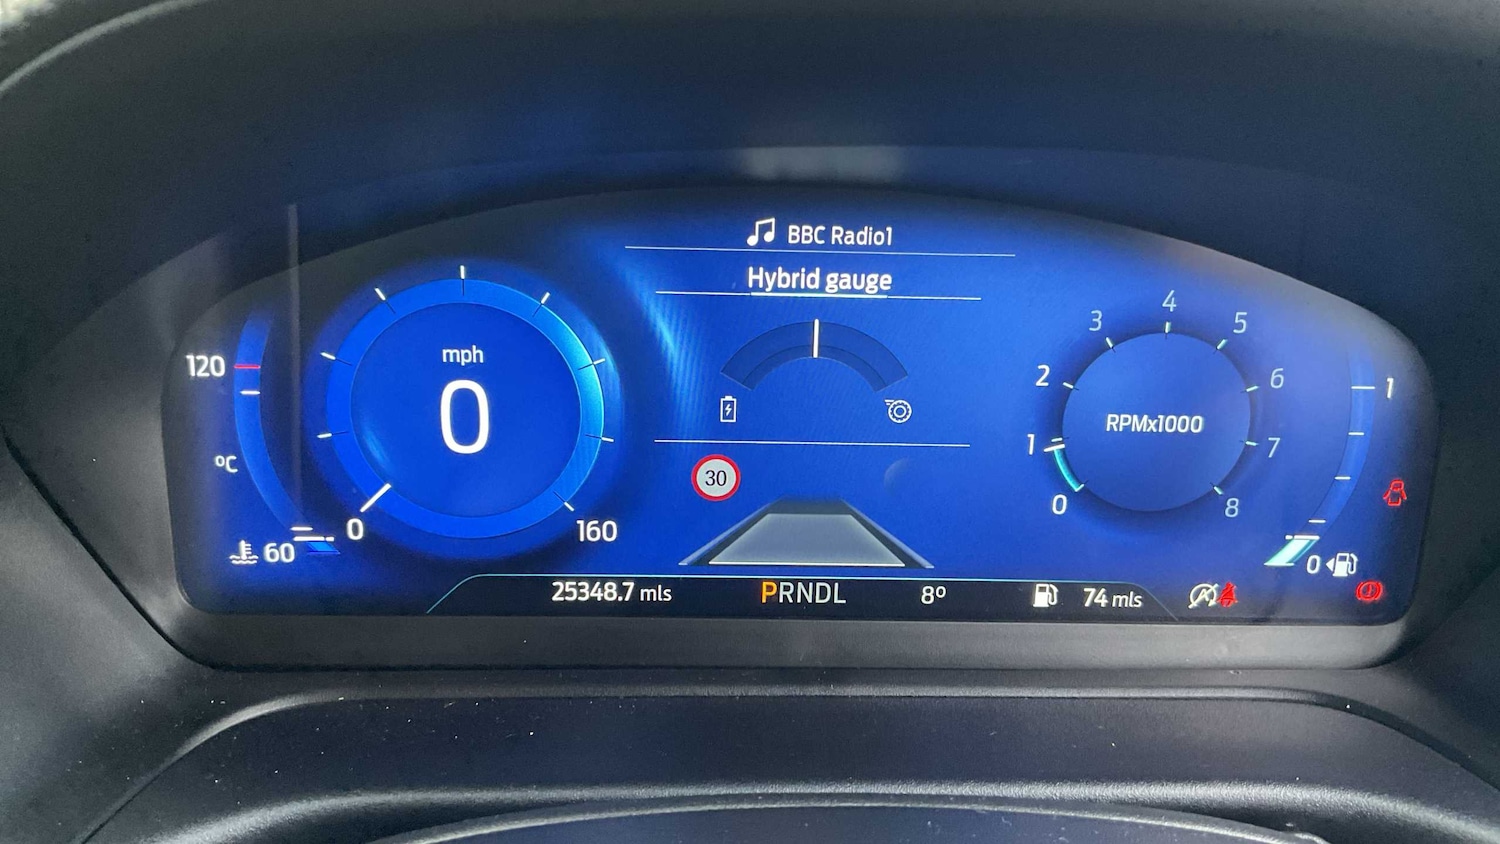 BBC Radio1
Hybrid gauge
120
°C
60
mph
0
0
160
30
RPMx1000
0
1
2
3
4
5
6
7
8
1
0
25348.7 mls
PRNDL
8°
74 mls